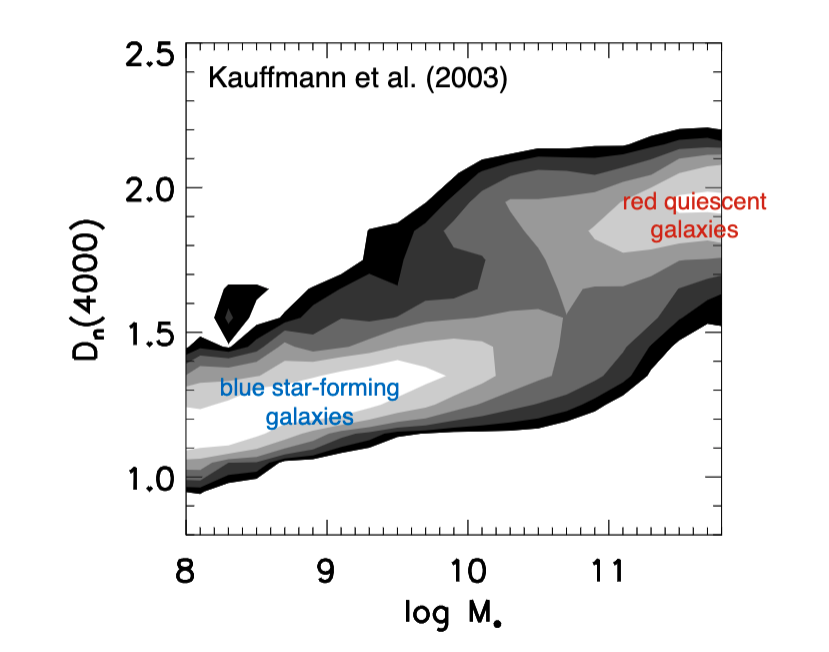 Kauffmann et al. (2003)
2.5
2.0
1.5
1.0
Dn(4000)
red quiescent
galaxies
blue star-forming
galaxies
8
9
10
11
log M*